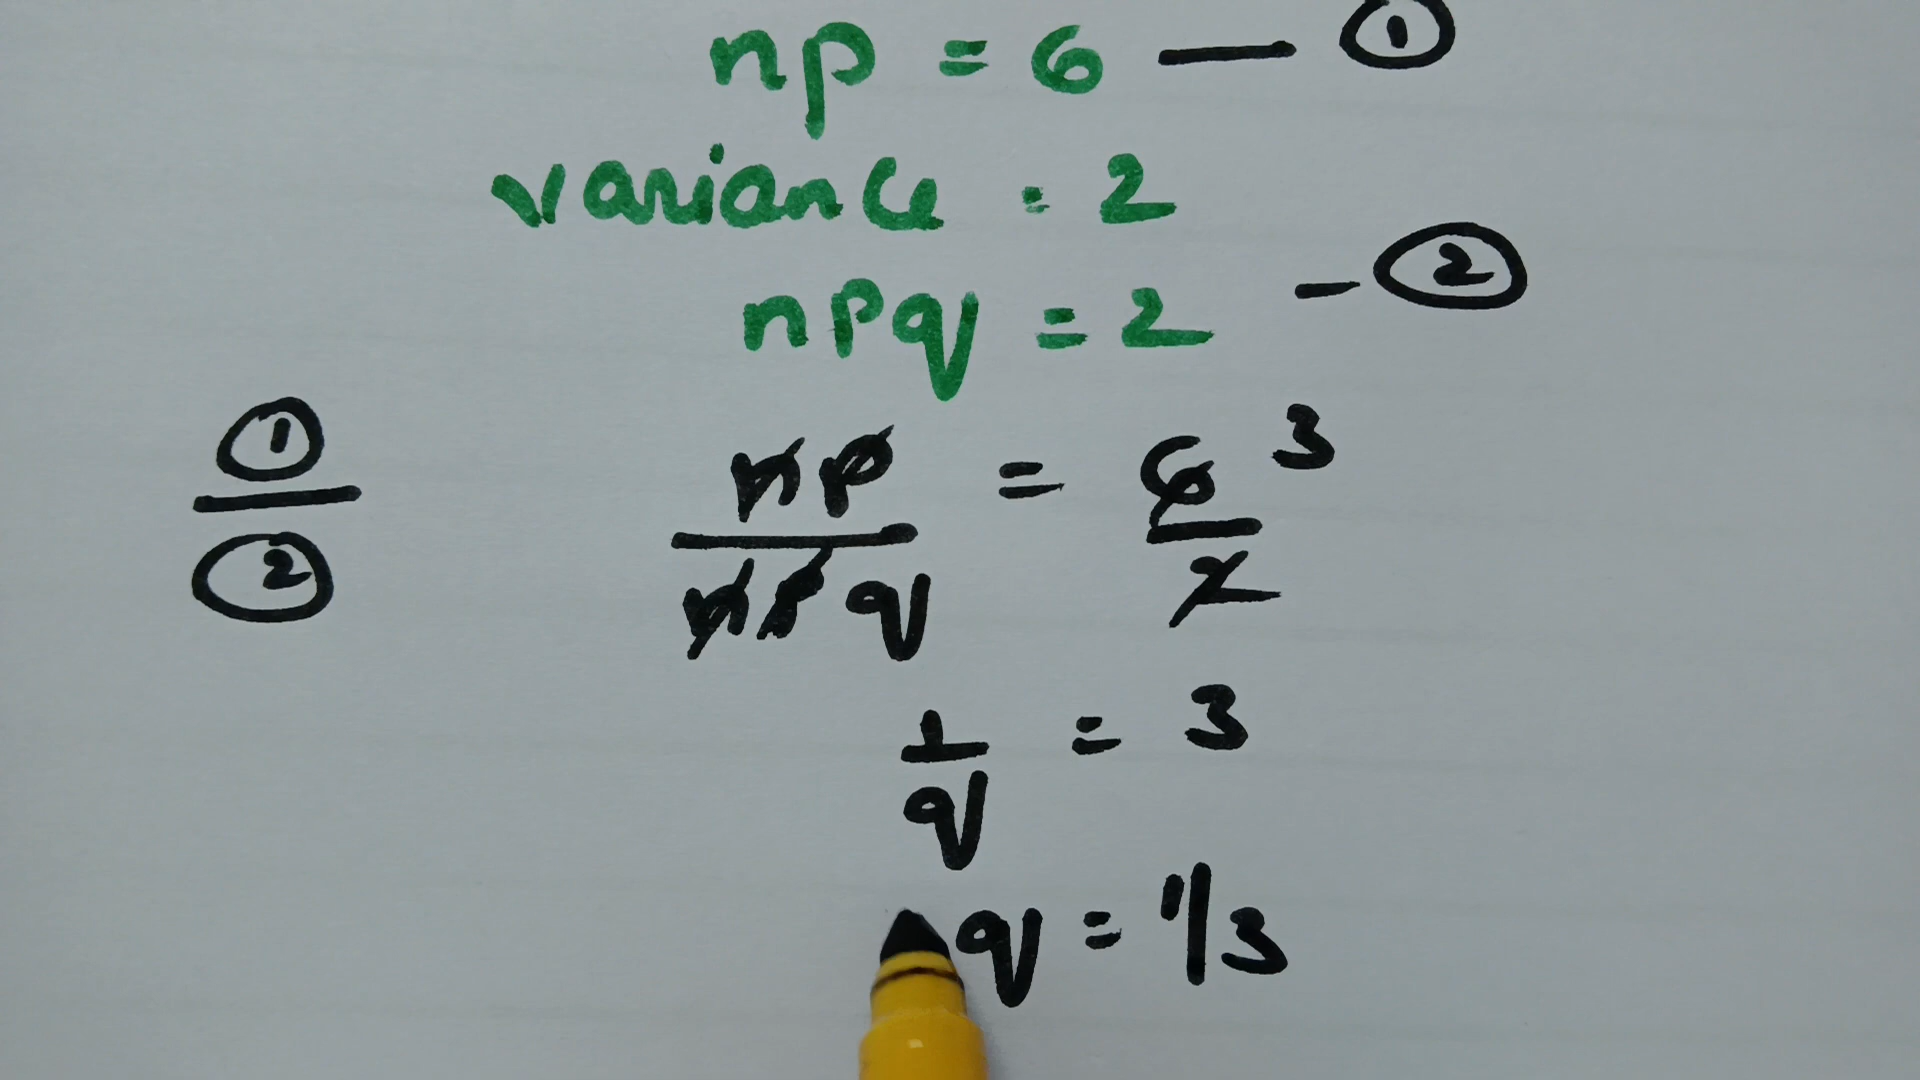 np = 6 — ①
variance = 2
npq = 2 — ②
①/② np/npq = 6/2 3
1/q = 3
q = 1/3